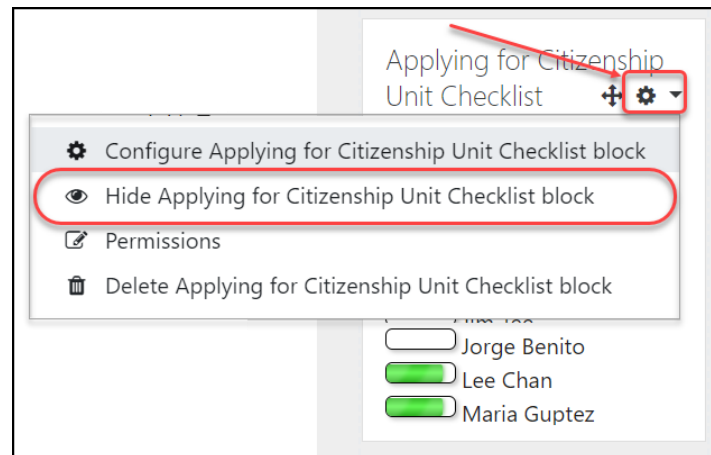 Applying for Citizenship
Unit Checklist
Configure Applying for Citizenship Unit Checklist block
Hide Applying for Citizenship Unit Checklist block
Permissions
Delete Applying for Citizenship Unit Checklist block
Jorge Benito
Lee Chan
Maria Guptez